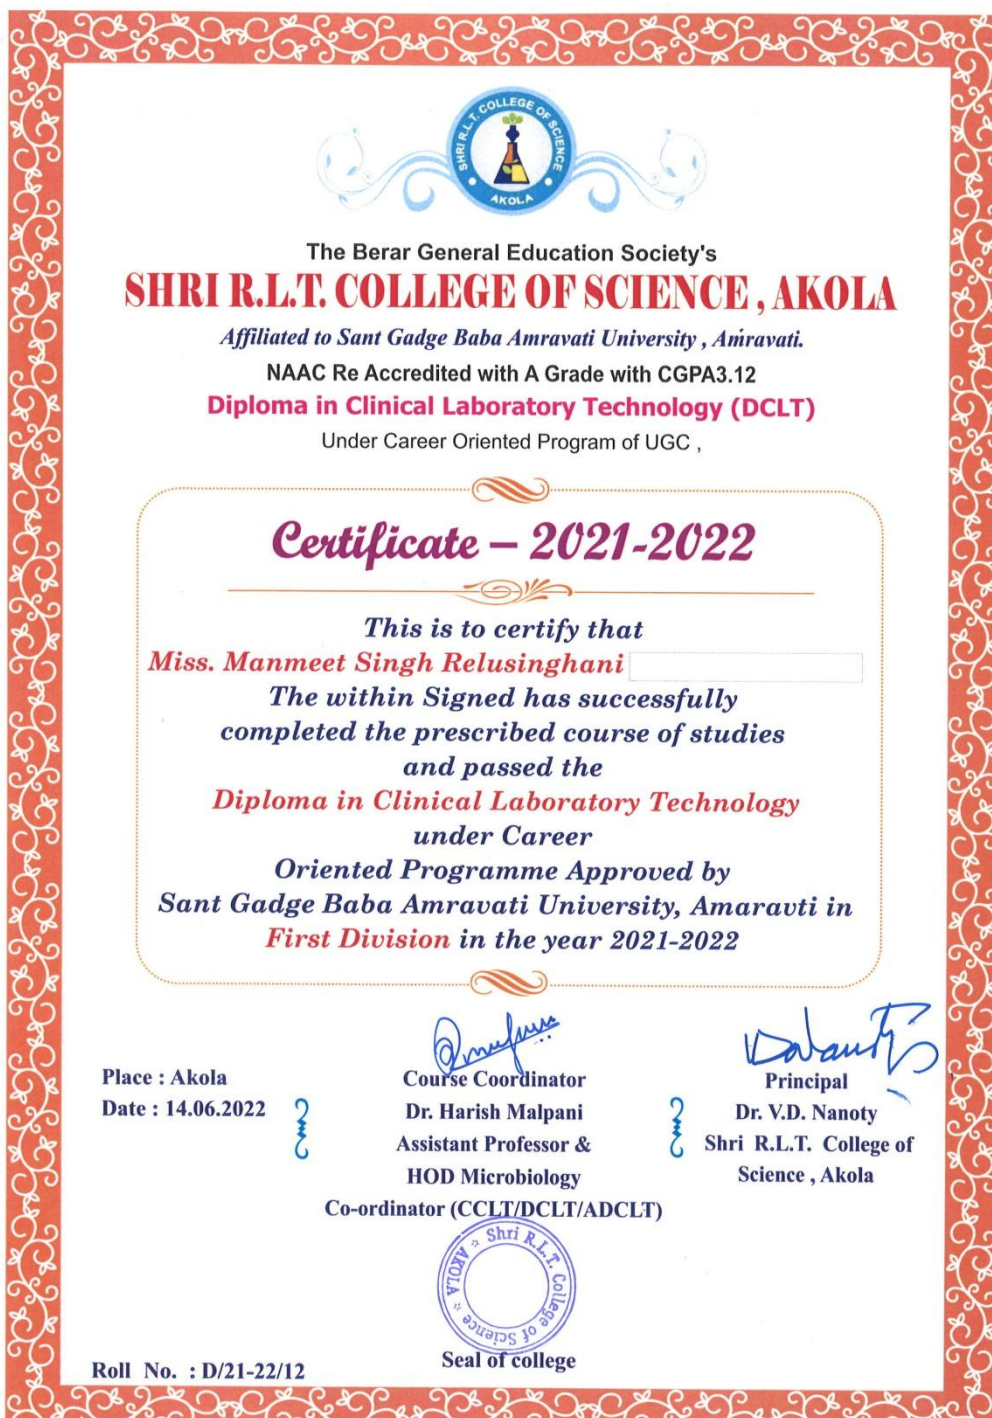 SHRI R.L.T. COLLEGE OF SCIENCE
AKOLA
The Berar General Education Society's
SHRI R.L.T. COLLEGE OF SCIENCE , AKOLA
Affiliated to Sant Gadge Baba Amravati University , Amravati.
NAAC Re Accredited with A Grade with CGPA3.12
Diploma in Clinical Laboratory Technology (DCLT)
Under Career Oriented Program of UGC ,
Certificate – 2021-2022
This is to certify that
Miss. Manmeet Singh Relusinghani
The within Signed has successfully
completed the prescribed course of studies
and passed the
Diploma in Clinical Laboratory Technology
under Career
Oriented Programme Approved by
Sant Gadge Baba Amravati University, Amaravti in
First Division in the year 2021-2022
Place : Akola
Date : 14.06.2022
Course Coordinator
Dr. Harish Malpani
Assistant Professor &
HOD Microbiology
Co-ordinator (CCLT/DCLT/ADCLT)
Principal
Dr. V.D. Nanoty
Shri R.L.T. College of
Science , Akola
Shri R.L.T. College of Science
AKOLA
Seal of college
Roll No. : D/21-22/12